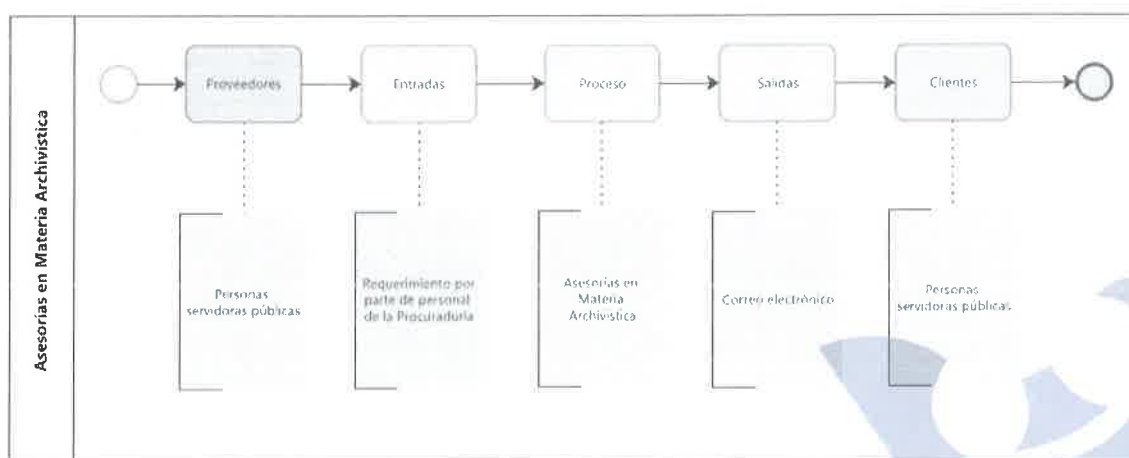 Asesorías en Materia Archivística
Proveedores
Entradas
Proceso
Salidas
Clientes
Personas
servidoras públicas
Requerimiento por
parte de personal
de la Procuraduría
Asesorías en
Materia
Archivística
Correo electrónico
Personas
servidoras públicas